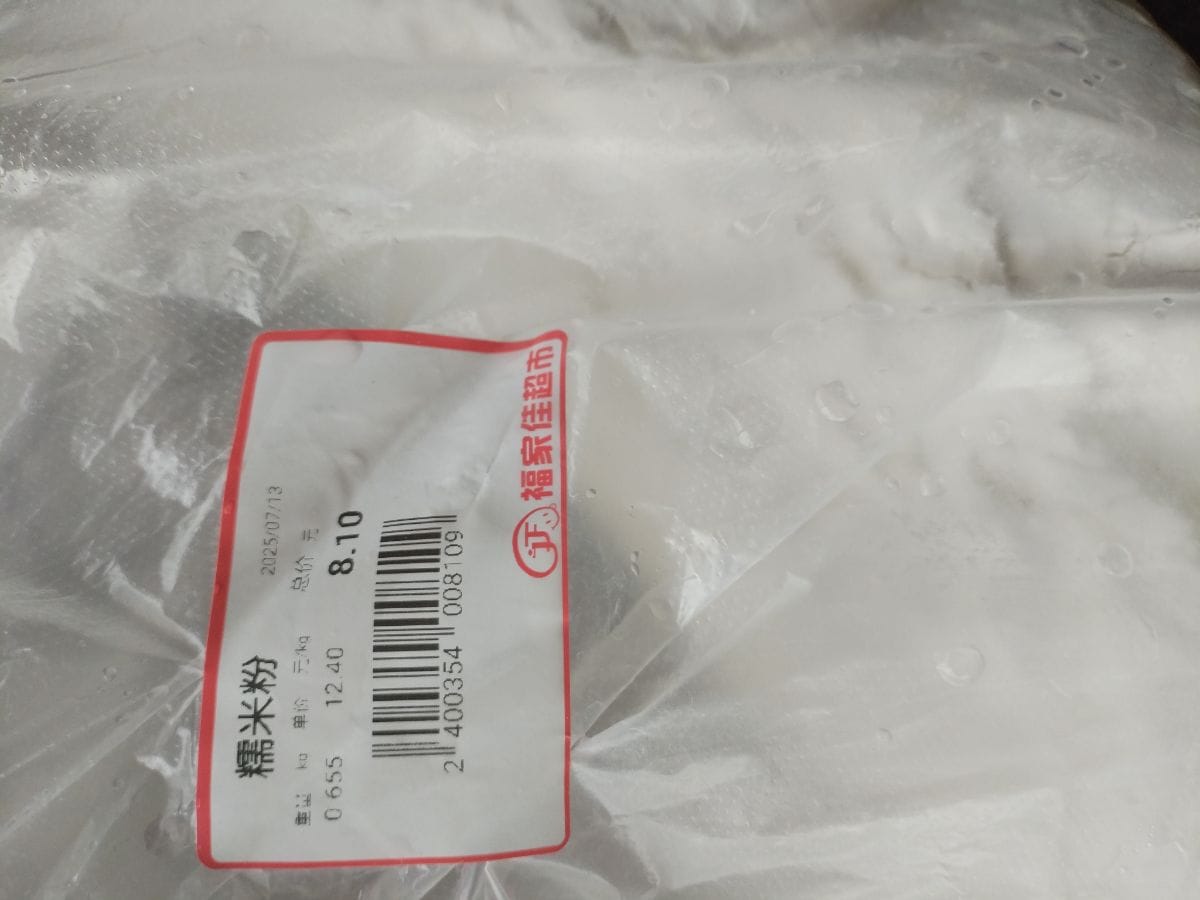 福家佳超市
糯米粉 2025/07/13
重量 kg 单价 元/kg 总价 元
0.655 12.40 8.10
2 400354 008109